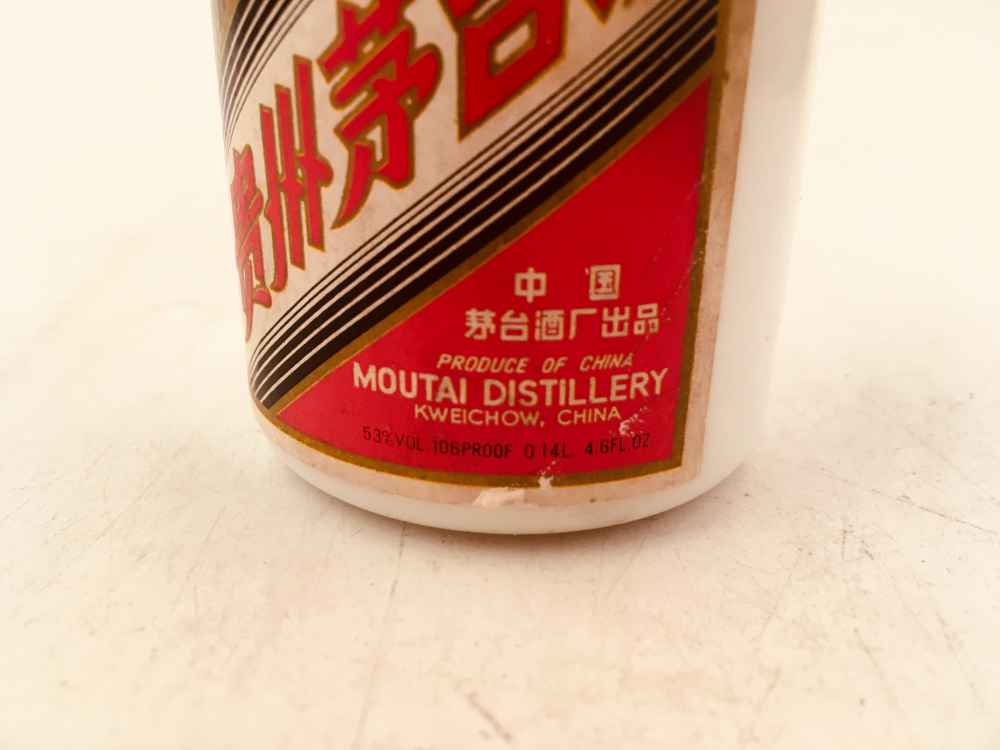 贵州茅台
中国
茅台酒厂出品
PRODUCE OF CHINA
MOUTAI DISTILLERY
KWEICHOW, CHINA
53%VOL. 106PROOF 0.14L. 4.6FL.OZ